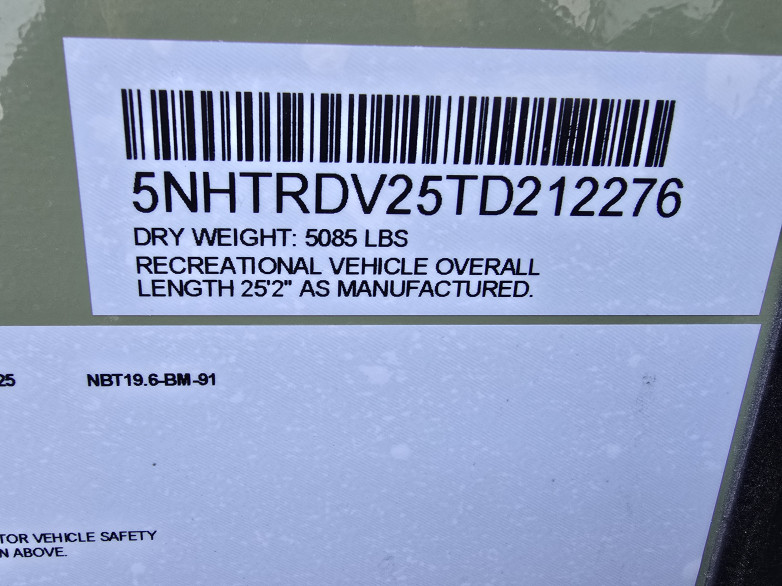 5NHTRDV25TD212276
DRY WEIGHT: 5085 LBS
RECREATIONAL VEHICLE OVERALL
LENGTH 25'2" AS MANUFACTURED.
25 NBT19.6-BM-91
TOR VEHICLE SAFETY
N ABOVE.